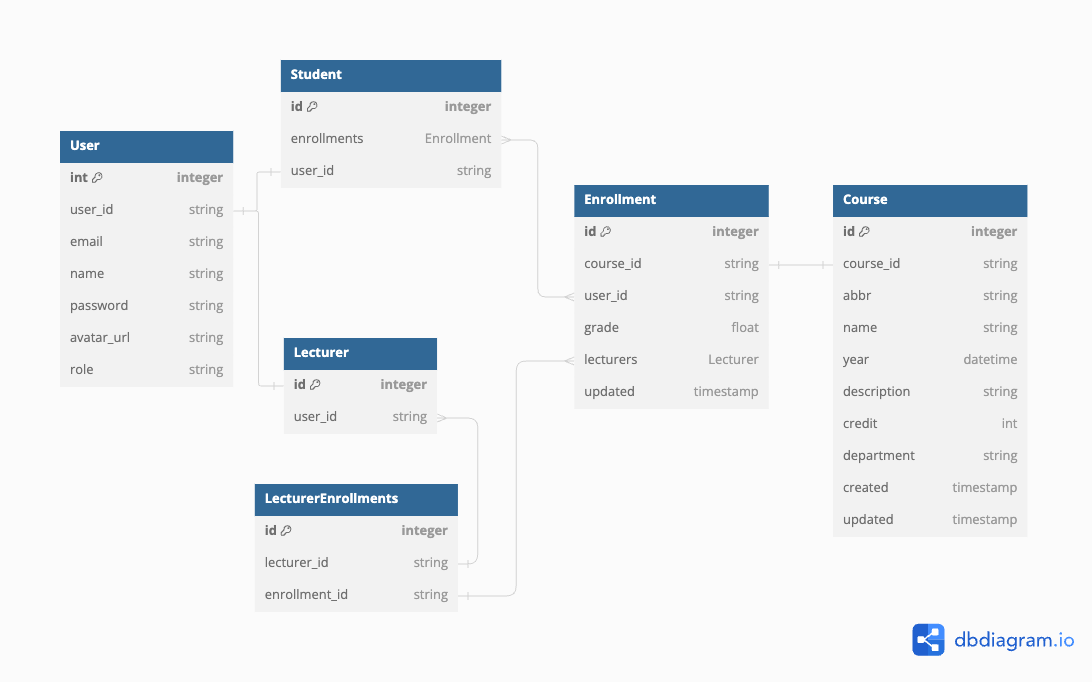 Student
id integer
enrollments Enrollment
user_id string
User
int integer
user_id string
email string
name string
password string
avatar_url string
role string
Enrollment
id integer
course_id string
user_id string
grade float
lecturers Lecturer
updated timestamp
Course
id integer
course_id string
abbr string
name string
year datetime
description string
credit int
department string
created timestamp
updated timestamp
Lecturer
id integer
user_id string
LecturerEnrollments
id integer
lecturer_id string
enrollment_id string
dbdiagram.io